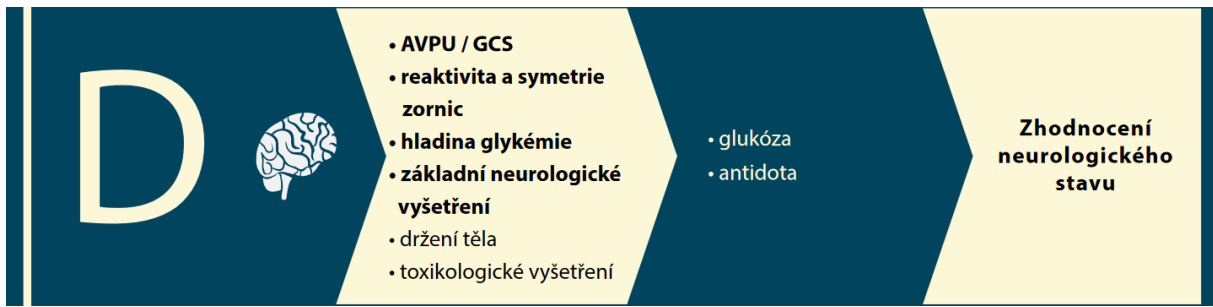 D
• AVPU / GCS
• reaktivita a symetrie
zornic
• hladina glykémie
• základní neurologické
vyšetření
• držení těla
• toxikologické vyšetření
• glukóza
• antidota
Zhodnocení
neurologického
stavu